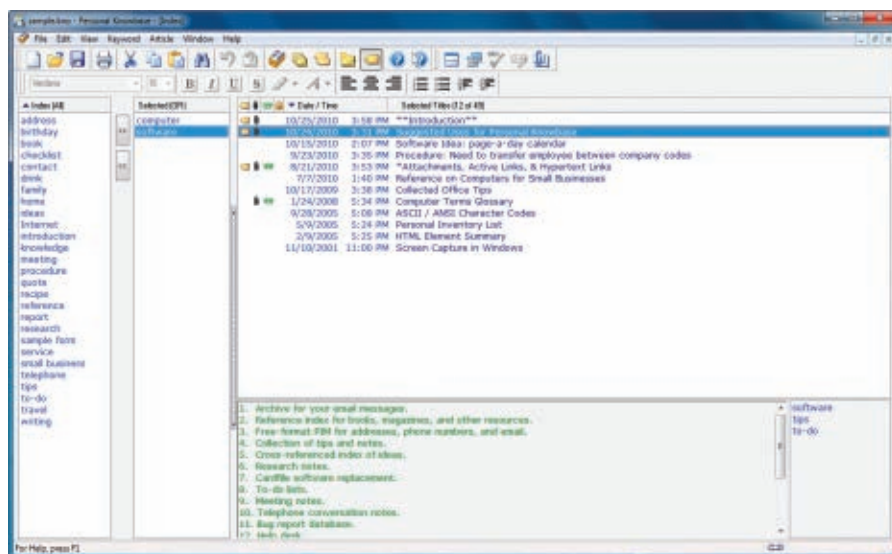 sample.kno - Personal Knowbase - [Index]
File Edit View Keyword Article Window Help
Verdana
B I U S
Index [All]
address
birthday
book
checklist
contact
drink
family
home
ideas
Internet
introduction
knowledge
meeting
procedure
quote
recipe
reference
report
research
sample form
service
small business
telephone
tips
to-do
travel
writing
Selected (OR)
computer
software
Date / Time Selected Titles (12 of 49)
10/25/2010 3:58 PM **Introduction**
10/24/2010 3:31 PM Suggested Uses for Personal Knowbase
10/15/2010 2:07 PM Software Idea: page-a-day calendar
9/23/2010 3:35 PM Procedure: Need to transfer employee between company codes
8/21/2010 3:53 PM *Attachments, Active Links, & Hypertext Links
7/7/2010 1:40 PM Reference on Computers for Small Businesses
10/17/2009 3:38 PM Collected Office Tips
1/24/2008 5:34 PM Computer Terms Glossary
9/28/2005 5:08 PM ASCII / ANSI Character Codes
5/9/2005 5:24 PM Personal Inventory List
2/9/2005 5:25 PM HTML Element Summary
11/10/2001 11:00 PM Screen Capture in Windows
1. Archive for your email messages.
2. Reference index for books, magazines, and other resources.
3. Free-format PIM for addresses, phone numbers, and email.
4. Collection of tips and notes.
5. Cross-referenced index of ideas.
6. Research notes.
7. Cardfile software replacement.
8. To-do lists.
9. Meeting notes.
10. Telephone conversation notes.
11. Bug report database.
12. Help desk
software
tips
to-do
For Help, press F1